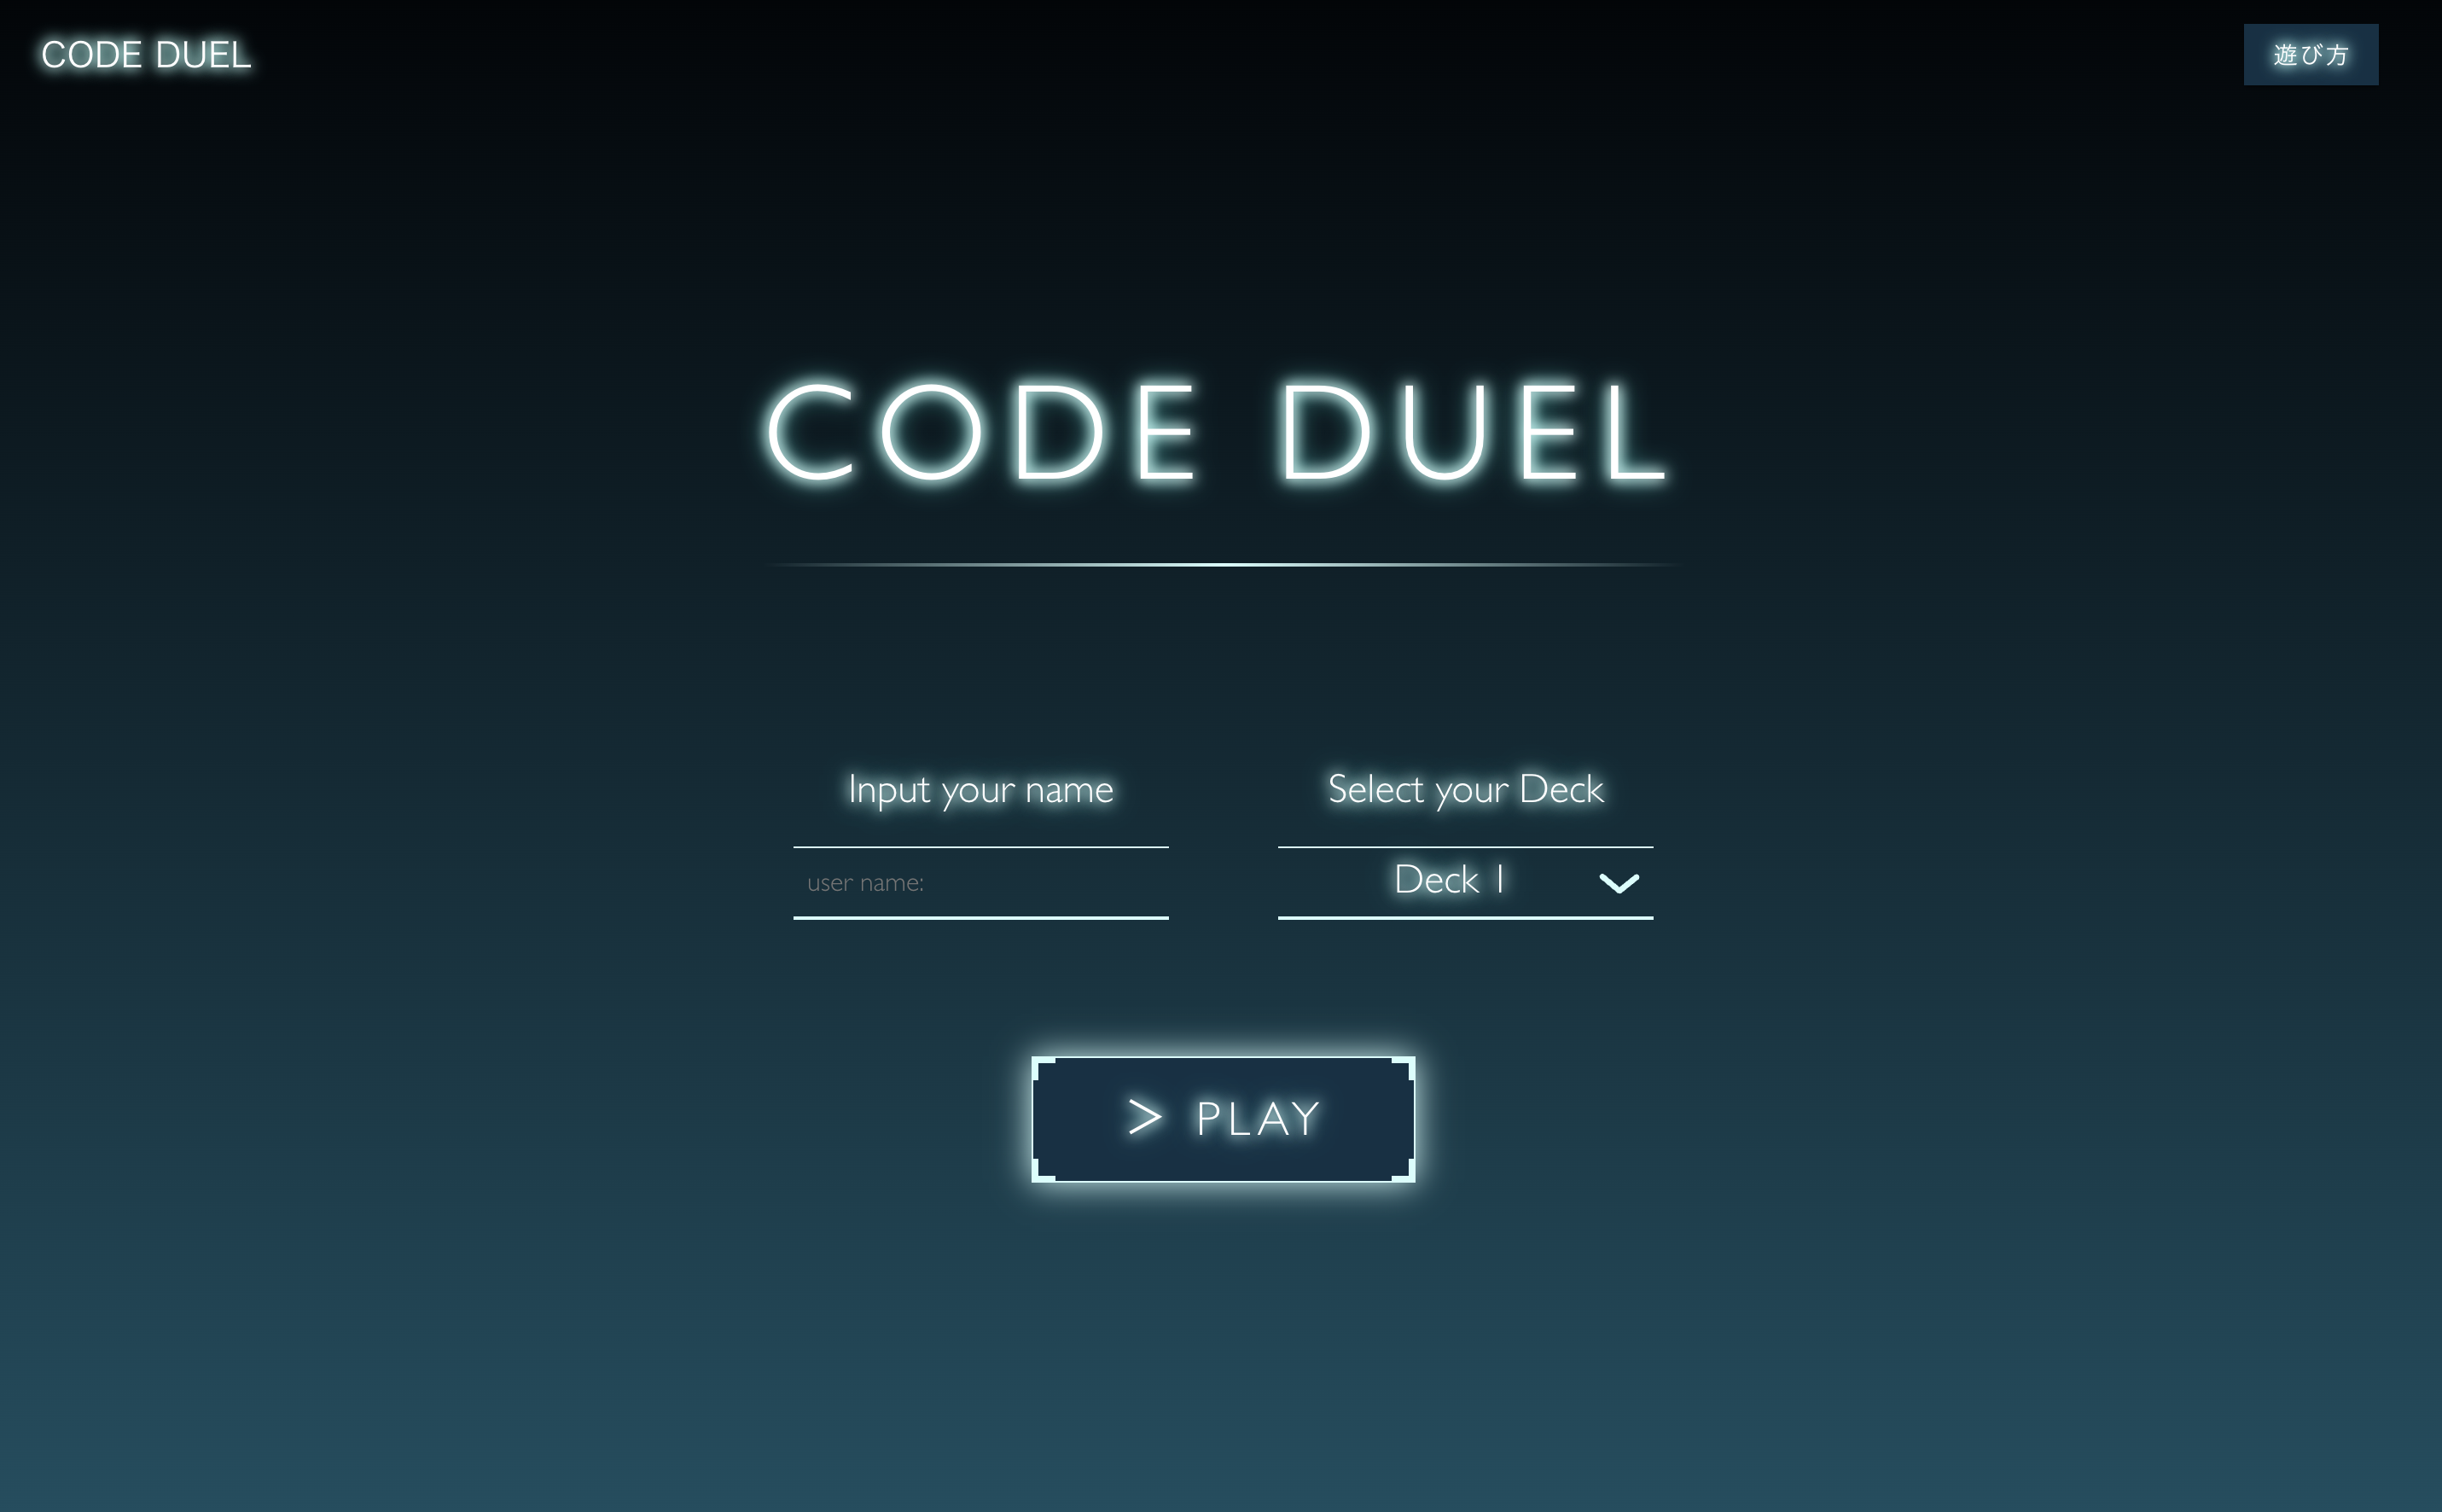 CODE DUEL
遊び方
CODE DUEL
Input your name
Select your Deck
user name:
Deck 1
> PLAY